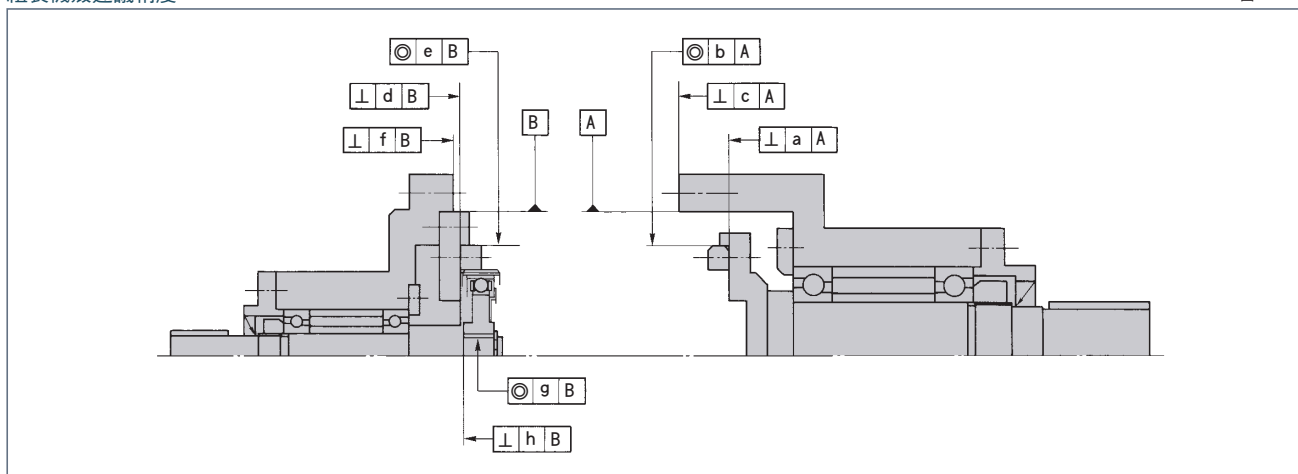 ◎ e B
◎ b A
⊥ d B
⊥ c A
B
A
⊥ f B
⊥ a A
◎ g B
⊥ h B